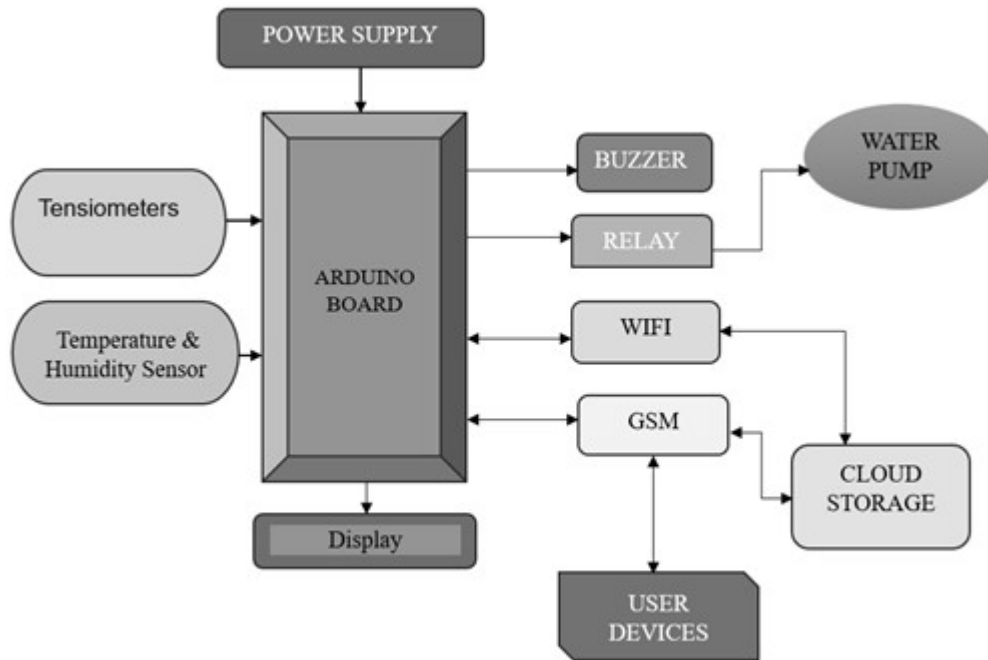 POWER SUPPLY
Tensiometers
Temperature &
Humidity Sensor
ARDUINO
BOARD
BUZZER
RELAY
WATER
PUMP
WIFI
GSM
CLOUD
STORAGE
Display
USER
DEVICES